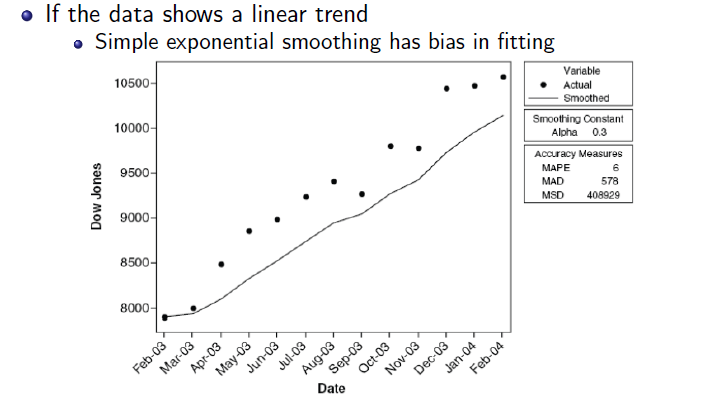 If the data shows a linear trend
Simple exponential smoothing has bias in fitting
Variable
Actual
Smoothed
Smoothing Constant
Alpha 0.3
Accuracy Measures
MAPE 6
MAD 578
MSD 408929
Dow Jones
10500
10000
9500
9000
8500
8000
Feb-03 Mar-03 Apr-03 May-03 Jun-03 Jul-03 Aug-03 Sep-03 Oct-03 Nov-03 Dec-03 Jan-04 Feb-04
Date